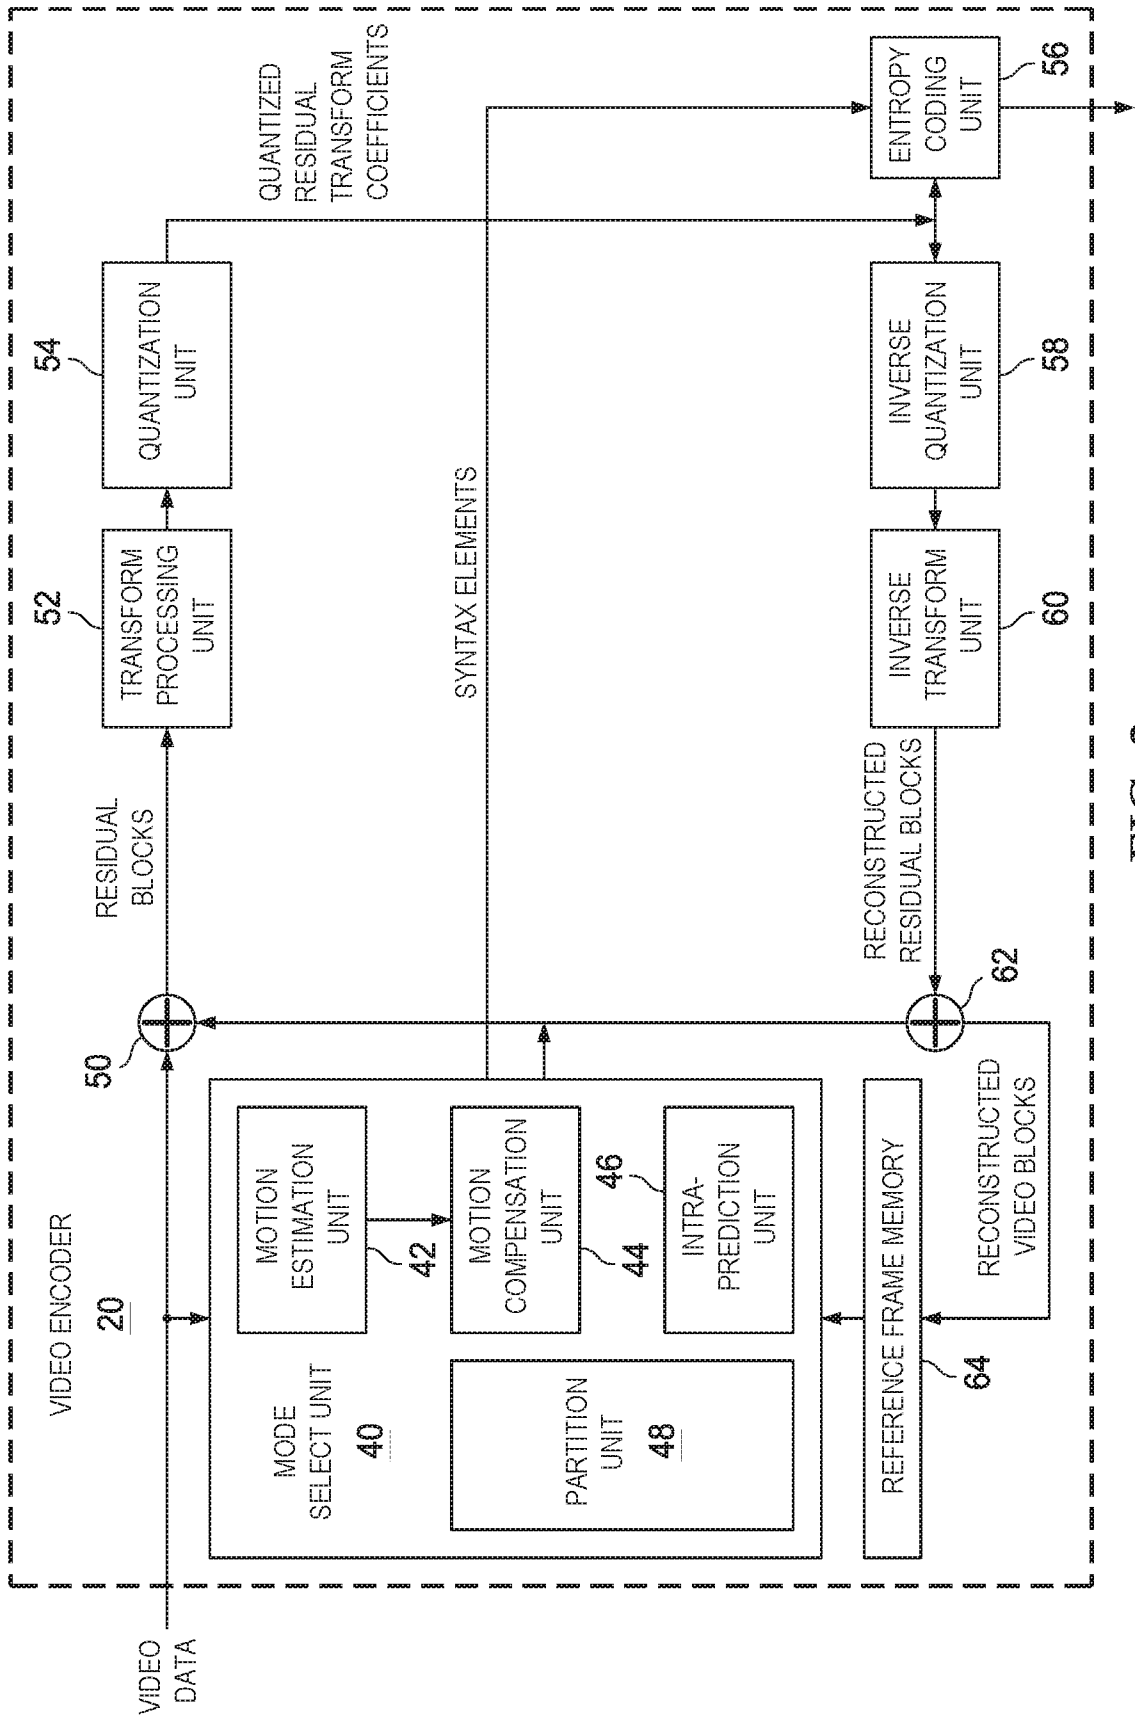 VIDEO ENCODER
20
VIDEO
DATA
50
RESIDUAL
BLOCKS
52
TRANSFORM
PROCESSING
UNIT
54
QUANTIZATION
UNIT
QUANTIZED
RESIDUAL
TRANSFORM
COEFFICIENTS
MODE
SELECT UNIT
40
MOTION
ESTIMATION
UNIT
42
MOTION
COMPENSATION
UNIT
44
46
INTRA-
PREDICTION
UNIT
PARTITION
UNIT
48
SYNTAX ELEMENTS
REFERENCE FRAME MEMORY
64
RECONSTRUCTED
VIDEO BLOCKS
62
RECONSTRUCTED
RESIDUAL BLOCKS
INVERSE
TRANSFORM
UNIT
60
INVERSE
QUANTIZATION
UNIT
58
ENTROPY
CODING
UNIT
56